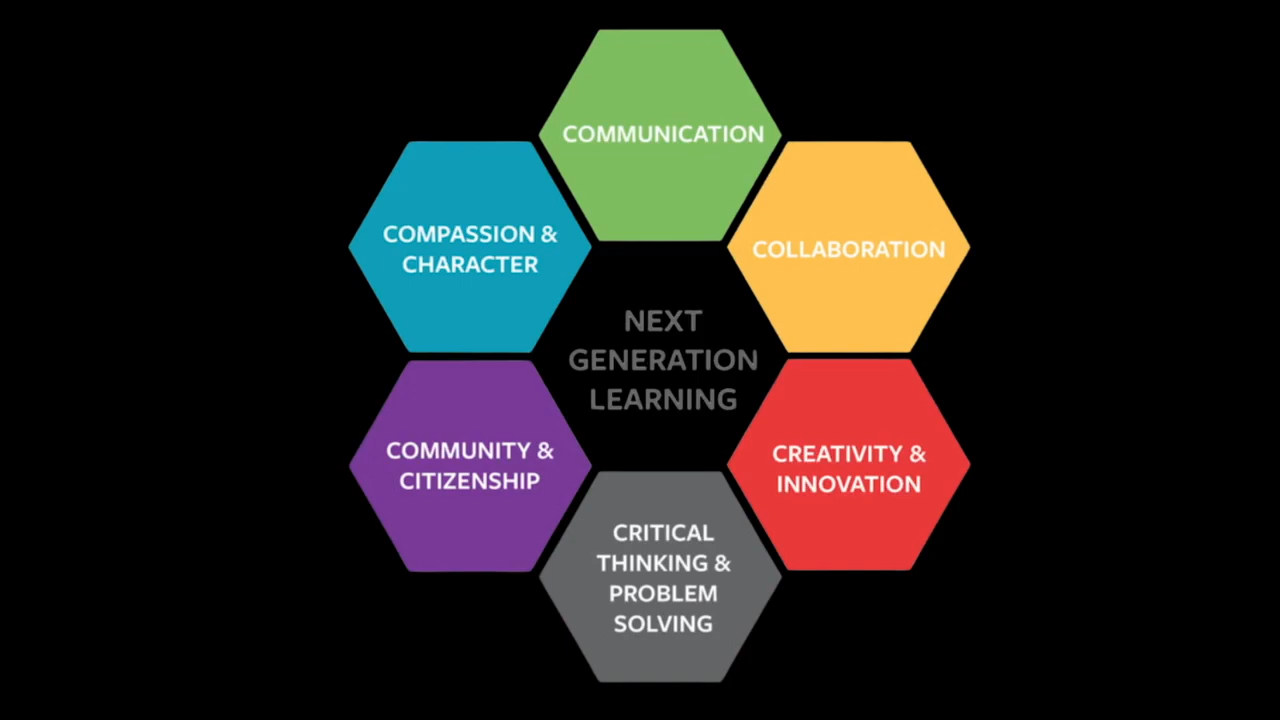 COMMUNICATION
COLLABORATION
CREATIVITY &
INNOVATION
CRITICAL
THINKING &
PROBLEM
SOLVING
COMMUNITY &
CITIZENSHIP
COMPASSION &
CHARACTER
NEXT
GENERATION
LEARNING